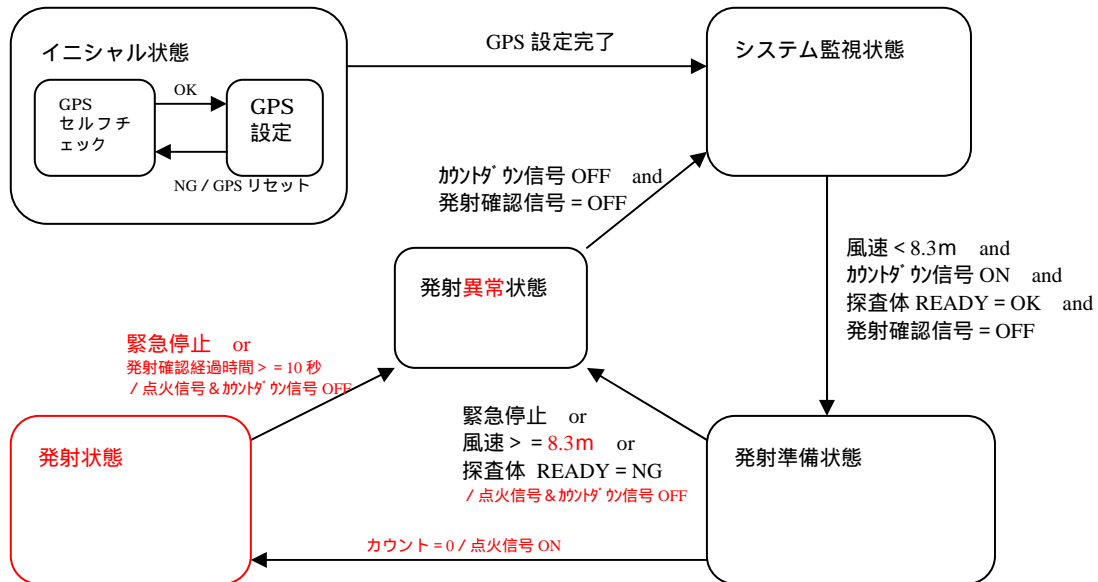 イニシャル状態
GPS
セルフチ
ェック
OK
GPS
設定
NG / GPS リセット
GPS 設定完了
システム監視状態
ｶｳﾝﾄﾀﾞｳﾝ信号 OFF and
発射確認信号 = OFF
風速 < 8.3m and
ｶｳﾝﾄﾀﾞｳﾝ信号 ON and
探査体 READY = OK and
発射確認信号 = OFF
発射異常状態
緊急停止 or
発射確認経過時間 > = 10 秒
/ 点火信号 & ｶｳﾝﾄﾀﾞｳﾝ信号 OFF
緊急停止 or
風速 > = 8.3m or
探査体 READY = NG
/ 点火信号 & ｶｳﾝﾄﾀﾞｳﾝ信号 OFF
発射状態
発射準備状態
カウント = 0 / 点火信号 ON